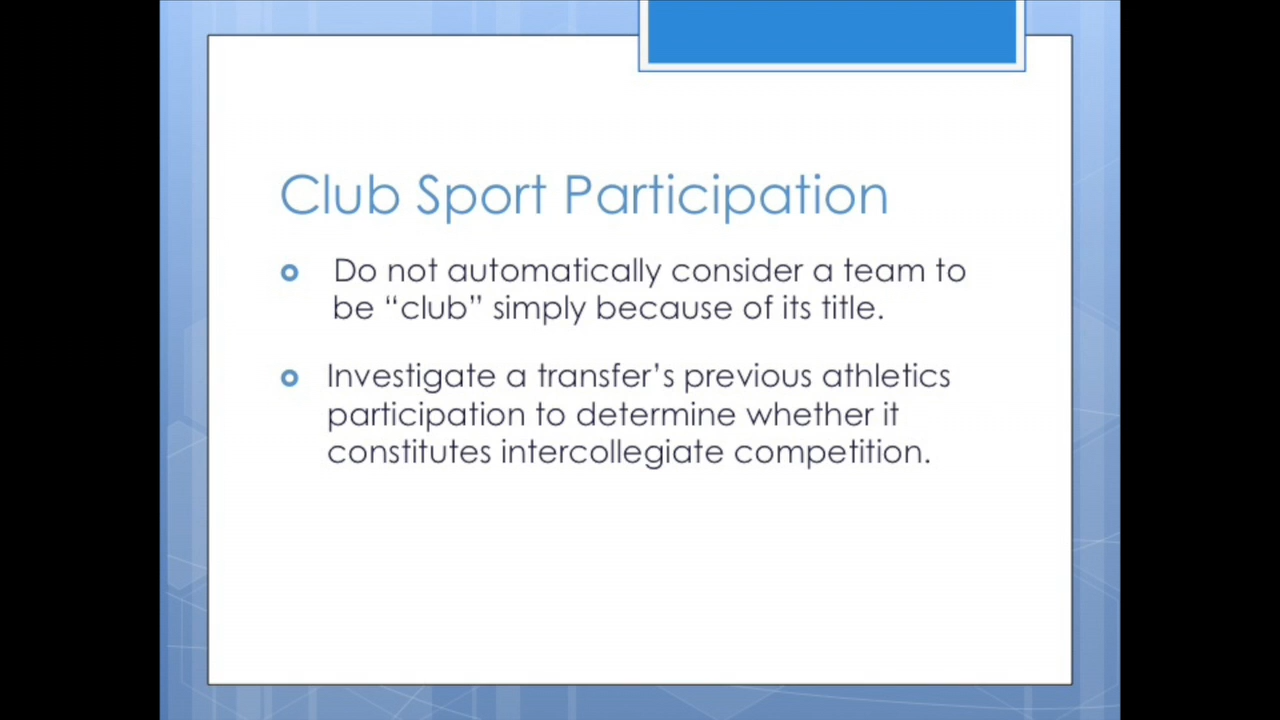 Club Sport Participation
Do not automatically consider a team to
be “club” simply because of its title.
Investigate a transfer’s previous athletics
participation to determine whether it
constitutes intercollegiate competition.